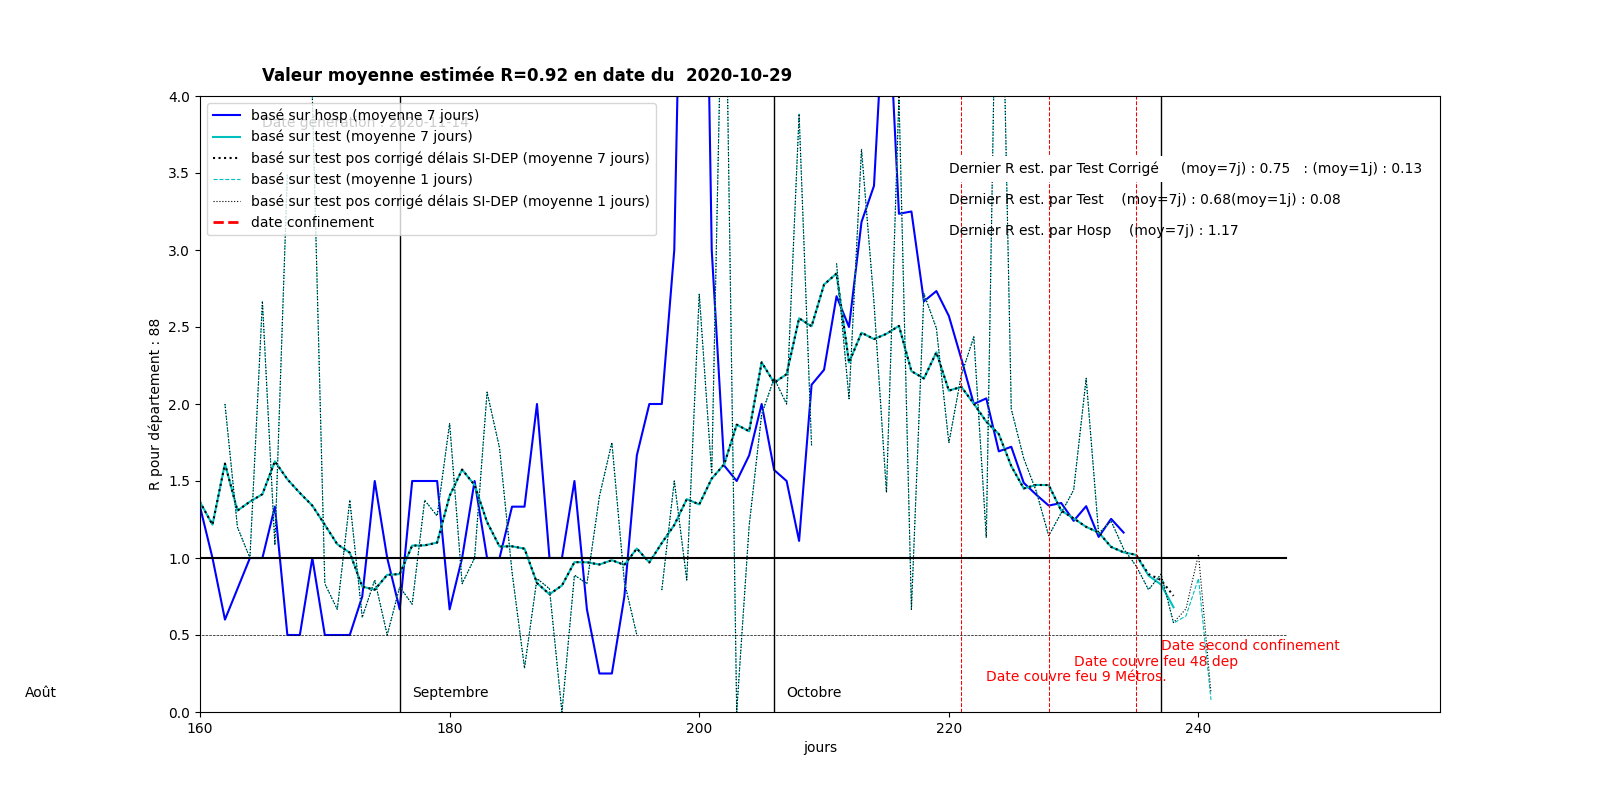 Valeur moyenne estimée R=0.92 en date du  2020-10-29
4.0
3.5
3.0
2.5
2.0
1.5
1.0
0.5
0.0
R pour département : 88
basé sur hosp (moyenne 7 jours)
Date génération : 2020-11-14
basé sur test (moyenne 7 jours)
basé sur test pos corrigé délais SI-DEP (moyenne 7 jours)
basé sur test (moyenne 1 jours)
basé sur test pos corrigé délais SI-DEP (moyenne 1 jours)
date confinement
Dernier R est. par Test Corrigé     (moy=7j) : 0.75   : (moy=1j) : 0.13
Dernier R est. par Test    (moy=7j) : 0.68(moy=1j) : 0.08
Dernier R est. par Hosp    (moy=7j) : 1.17
Date second confinement
Date couvre feu 48 dep
Date couvre feu 9 Métros.
Août
Septembre
Octobre
160
180
200
220
240
jours